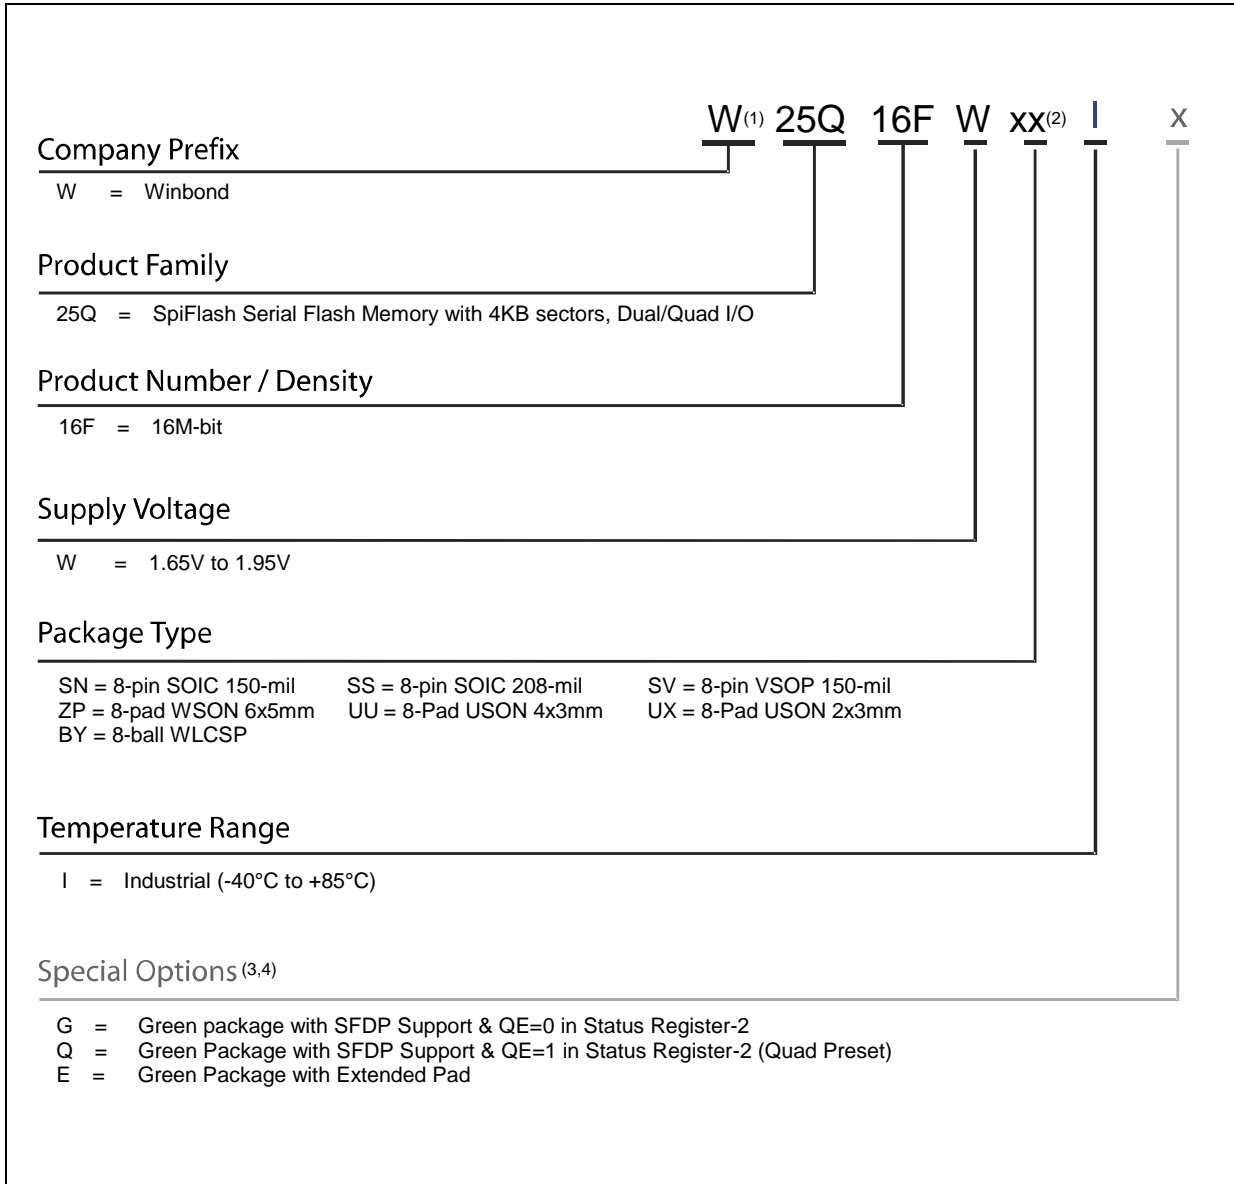 W(1) 25Q 16F W xx(2) I x
Company Prefix
W = Winbond
Product Family
25Q = SpiFlash Serial Flash Memory with 4KB sectors, Dual/Quad I/O
Product Number / Density
16F = 16M-bit
Supply Voltage
W = 1.65V to 1.95V
Package Type
SN = 8-pin SOIC 150-mil SS = 8-pin SOIC 208-mil SV = 8-pin VSOP 150-mil
ZP = 8-pad WSON 6x5mm UU = 8-Pad USON 4x3mm UX = 8-Pad USON 2x3mm
BY = 8-ball WLCSP
Temperature Range
I = Industrial (-40°C to +85°C)
Special Options (3,4)
G = Green package with SFDP Support & QE=0 in Status Register-2
Q = Green Package with SFDP Support & QE=1 in Status Register-2 (Quad Preset)
E = Green Package with Extended Pad